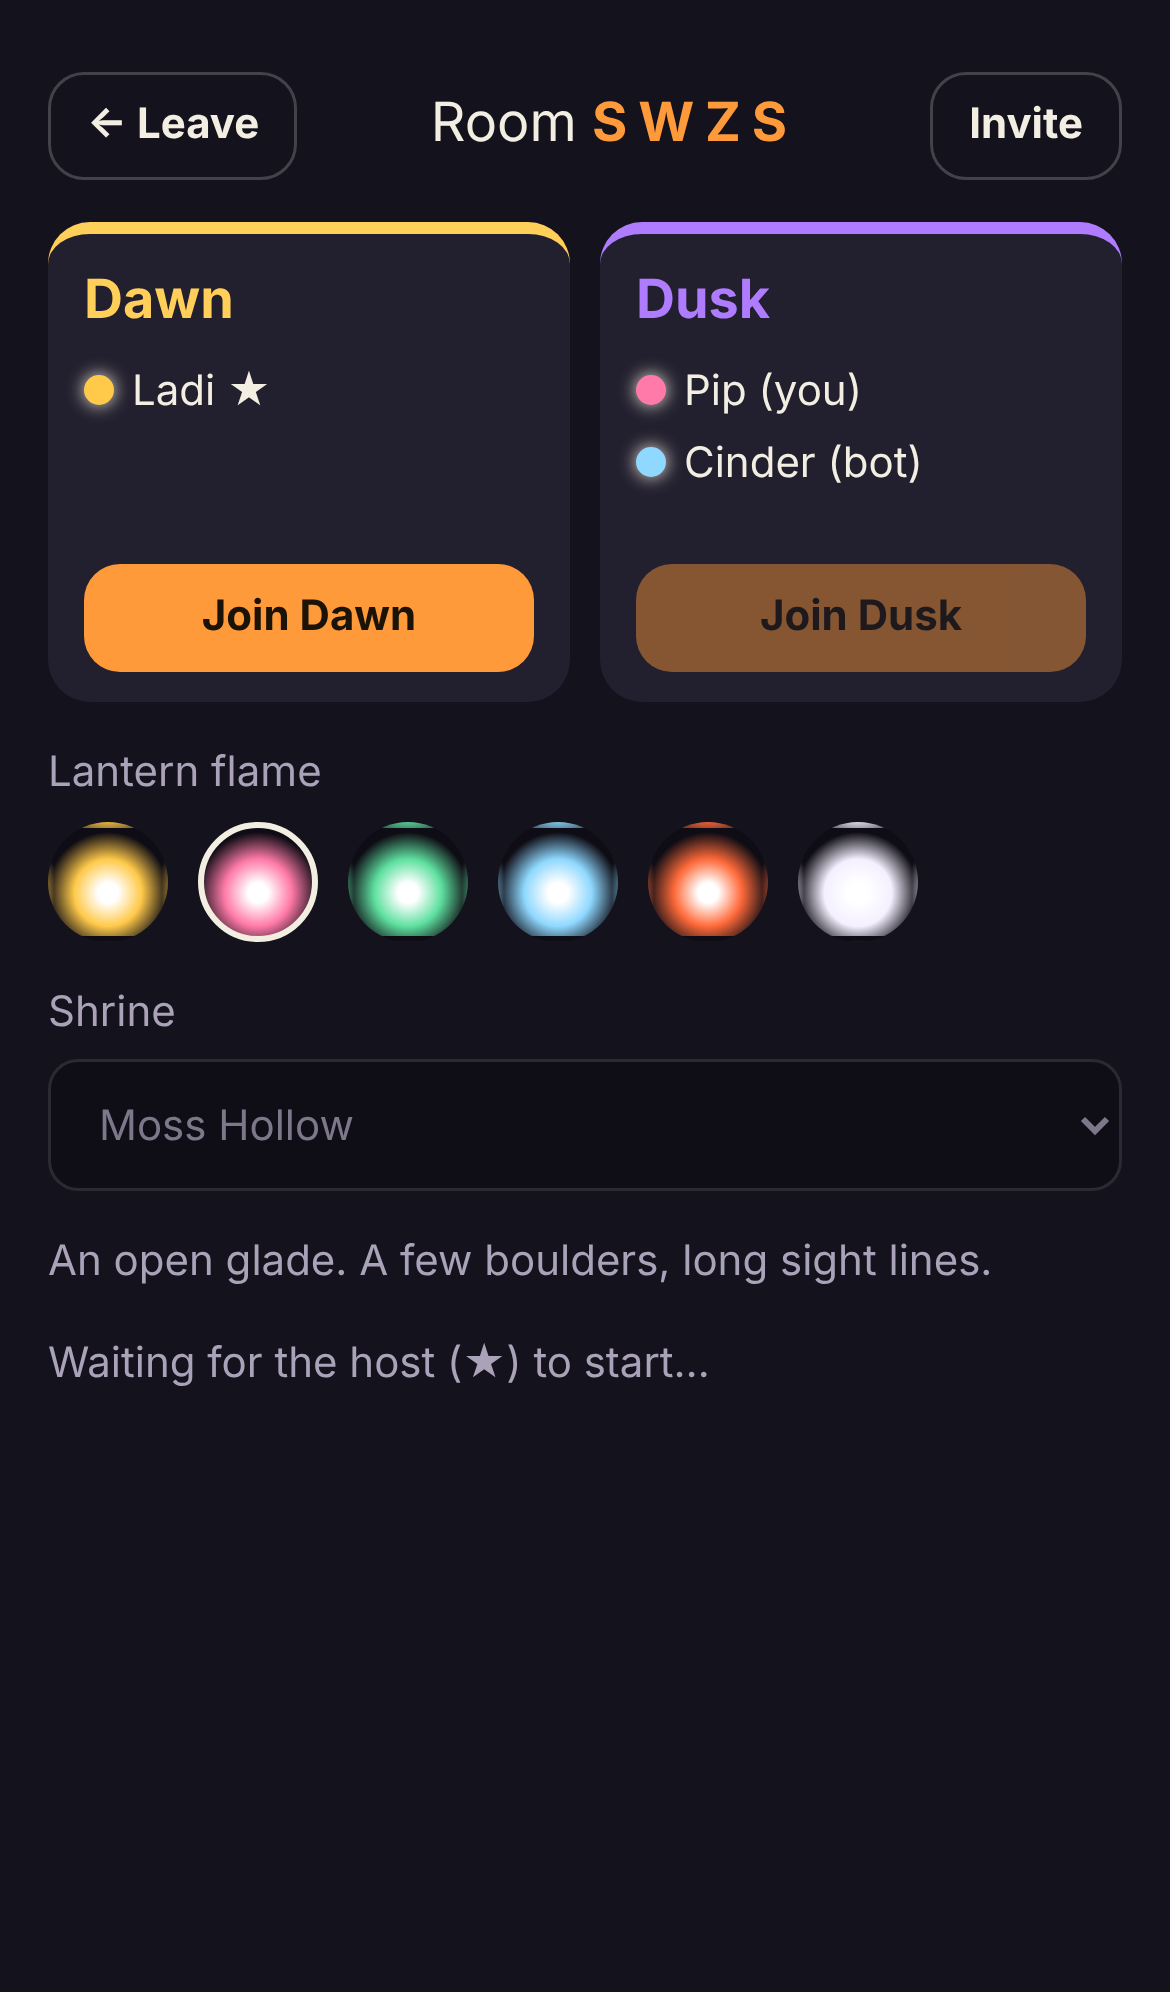 ← Leave
Room SWZS
Invite
Dawn
Ladi ★
Join Dawn
Dusk
Pip (you)
Cinder (bot)
Join Dusk
Lantern flame
Shrine
Moss Hollow
An open glade. A few boulders, long sight lines.
Waiting for the host (★) to start…